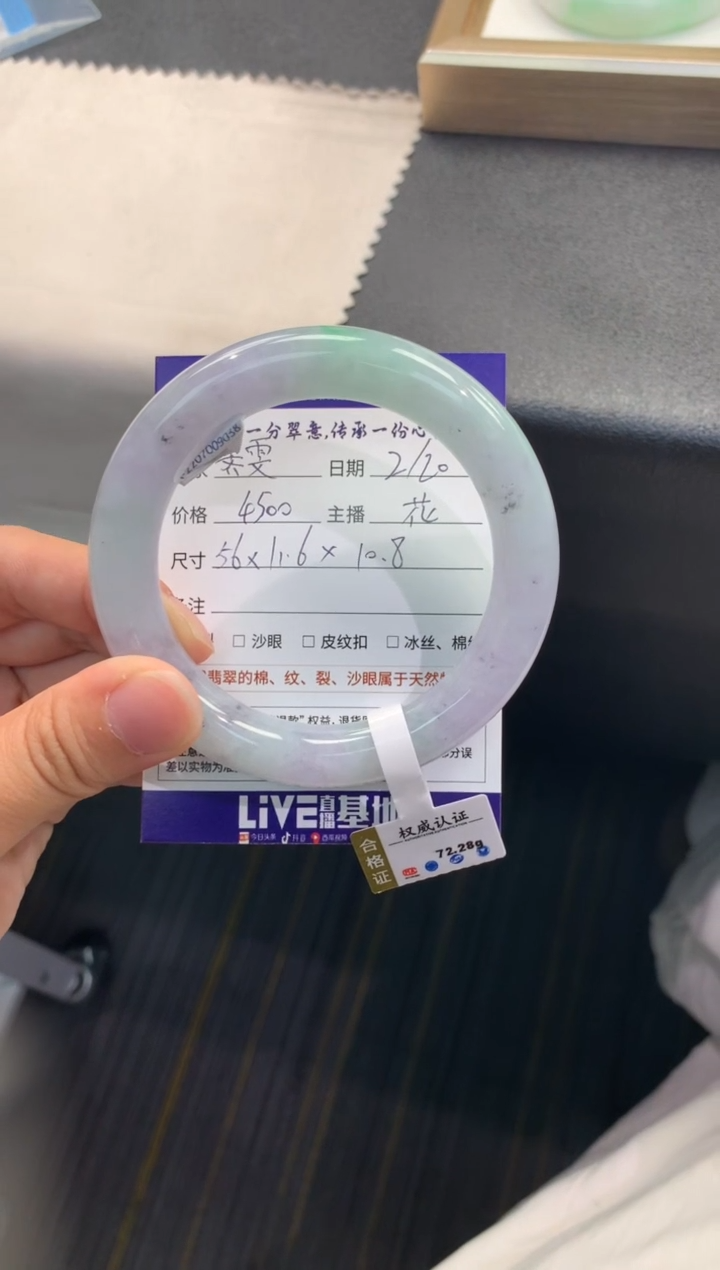 一分翠意,传承一份心
雯 日期 2/20
价格 4500 主播 花
尺寸 56x11.6x10.8
注
沙眼 皮纹扣 冰丝、棉
翡翠的棉、纹、裂、沙眼属于天然
权益,退货
部分误
差以实物为准
LiVE直播基地
今日头条 抖音
合格证 权威认证
72.28g